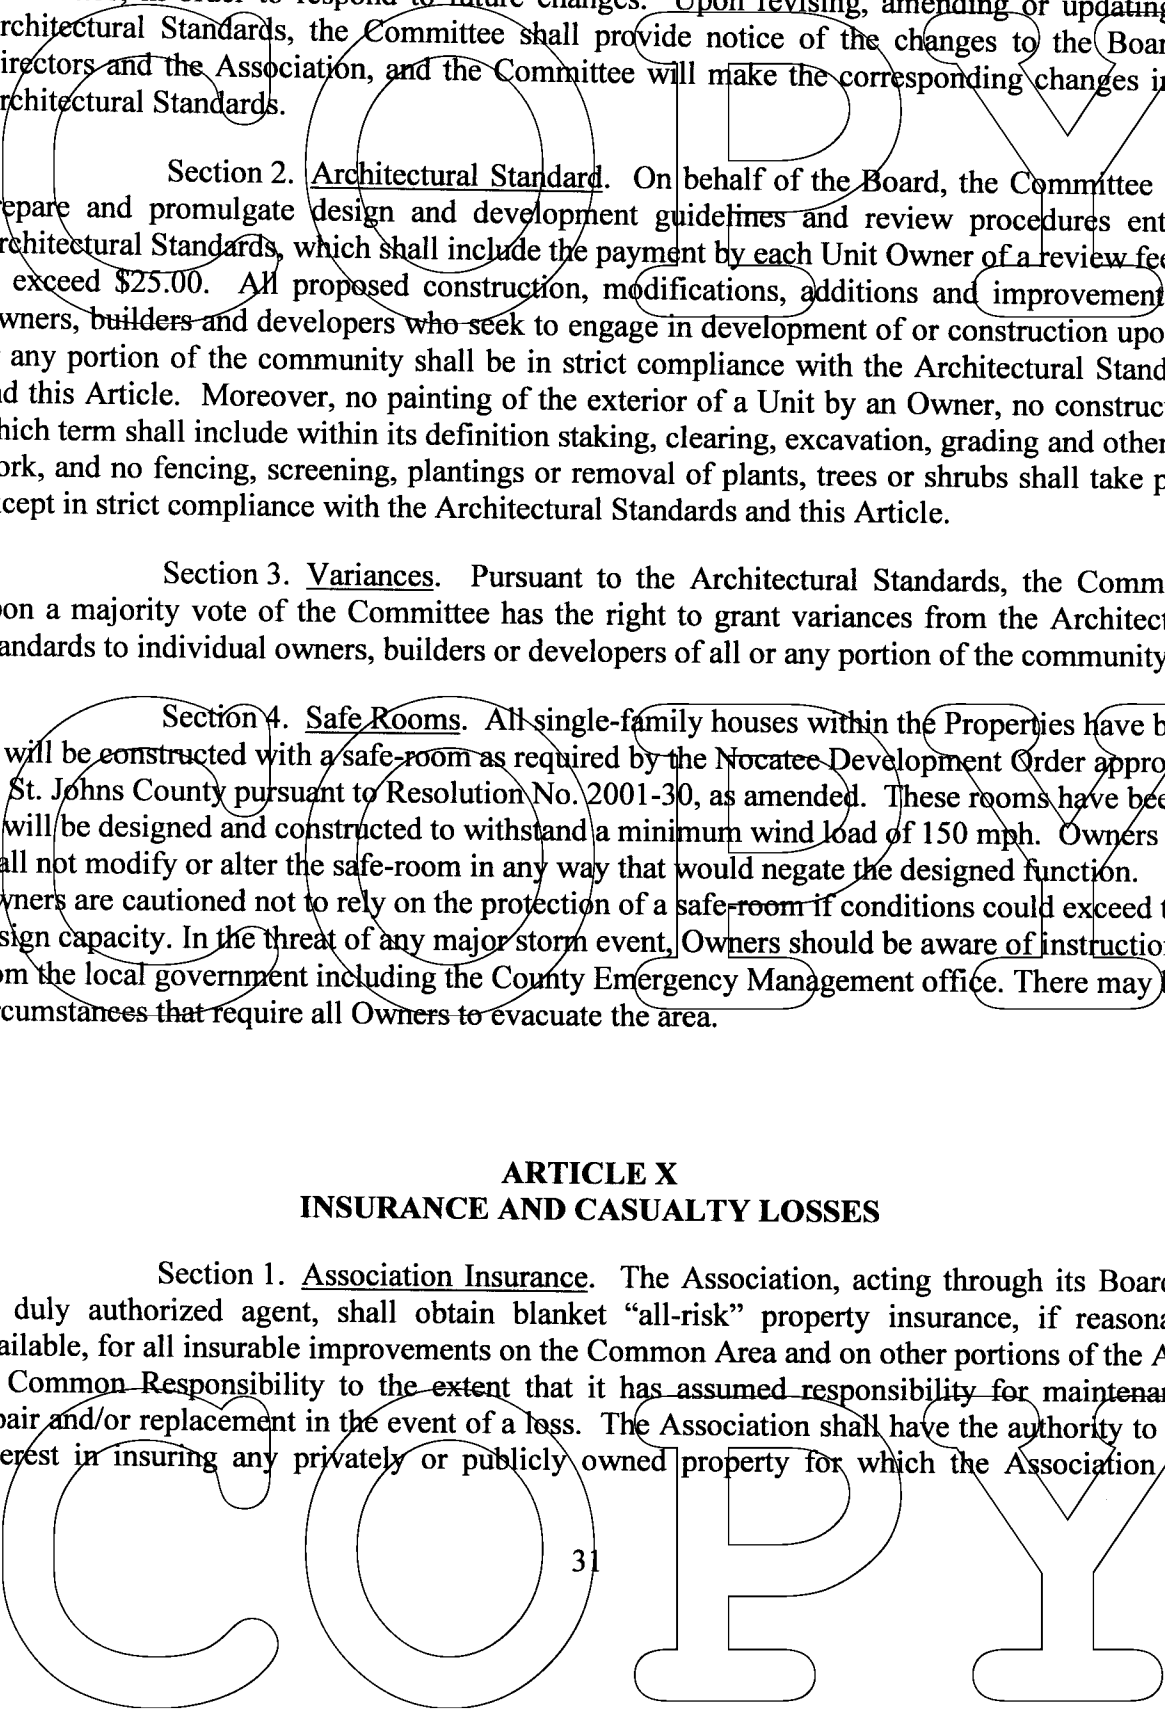 in order to respond to future changes. Upon revising, amending or updating
rchitectural Standards, the Committee shall provide notice of the changes to the Boar
irectors and the Association, and the Committee will make the corresponding changes in
rchitectural Standards.
Section 2. Architectural Standard. On behalf of the Board, the Committee
epare and promulgate design and development guidelines and review procedures ent
rchitectural Standards, which shall include the payment by each Unit Owner of a review fee
exceed $25.00. All proposed construction, modifications, additions and improvement
wners, builders and developers who seek to engage in development of or construction upo
any portion of the community shall be in strict compliance with the Architectural Stand
nd this Article. Moreover, no painting of the exterior of a Unit by an Owner, no construc
hich term shall include within its definition staking, clearing, excavation, grading and other
ork, and no fencing, screening, plantings or removal of plants, trees or shrubs shall take p
cept in strict compliance with the Architectural Standards and this Article.
Section 3. Variances. Pursuant to the Architectural Standards, the Comm
on a majority vote of the Committee has the right to grant variances from the Architect
andards to individual owners, builders or developers of all or any portion of the community
Section 4. Safe Rooms. All single-family houses within the Properties have b
will be constructed with a safe-room as required by the Nocatee Development Order appro
St. Johns County pursuant to Resolution No. 2001-30, as amended. These rooms have bee
will be designed and constructed to withstand a minimum wind load of 150 mph. Owners
all not modify or alter the safe-room in any way that would negate the designed function.
wners are cautioned not to rely on the protection of a safe-room if conditions could exceed t
sign capacity. In the threat of any major storm event, Owners should be aware of instruction
om the local government including the County Emergency Management office. There may b
rcumstances that require all Owners to evacuate the area.
ARTICLE X
INSURANCE AND CASUALTY LOSSES
Section 1. Association Insurance. The Association, acting through its Board
duly authorized agent, shall obtain blanket “all-risk” property insurance, if reasona
ailable, for all insurable improvements on the Common Area and on other portions of the A
Common Responsibility to the extent that it has assumed responsibility for maintenan
pair and/or replacement in the event of a loss. The Association shall have the authority to
erest in insuring any privately or publicly owned property for which the Association
31
COPY
COPY
COPY